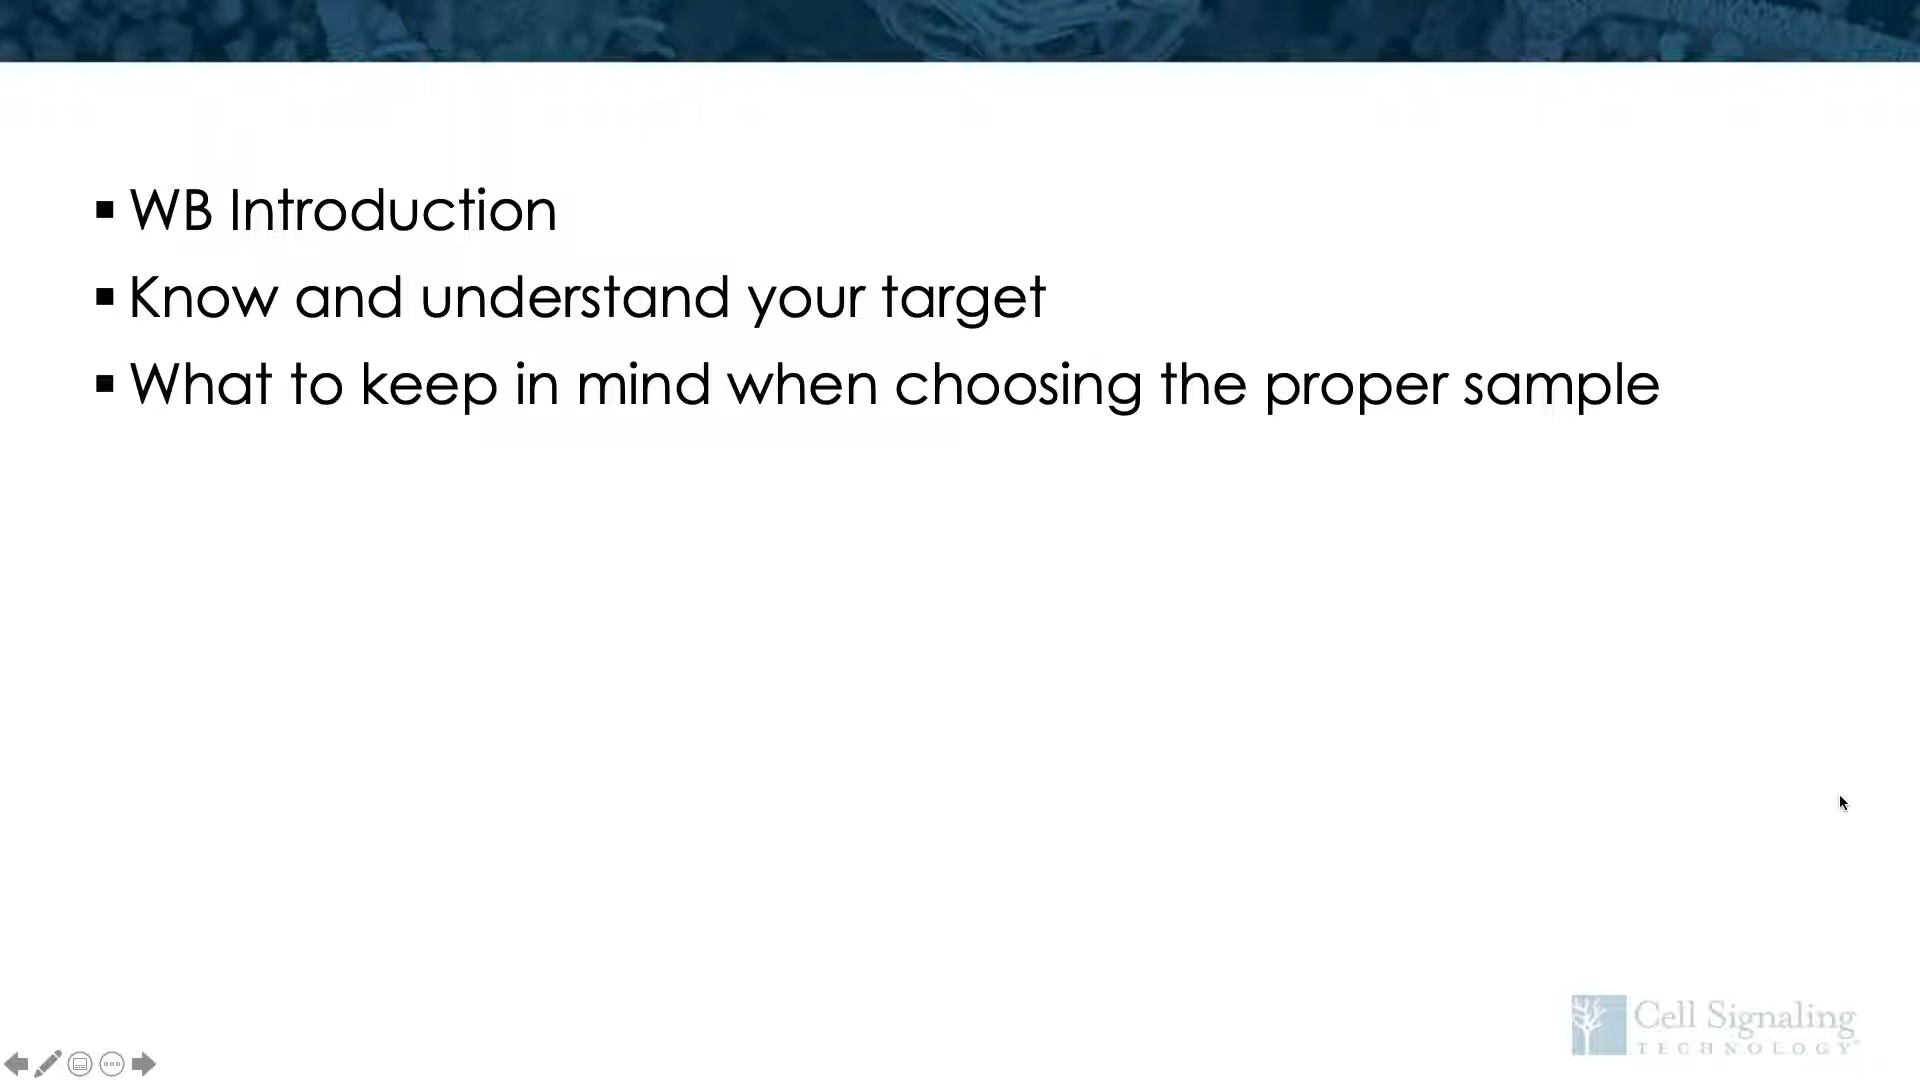 WB Introduction
Know and understand your target
What to keep in mind when choosing the proper sample
Cell Signaling
TECHNOLOGY®